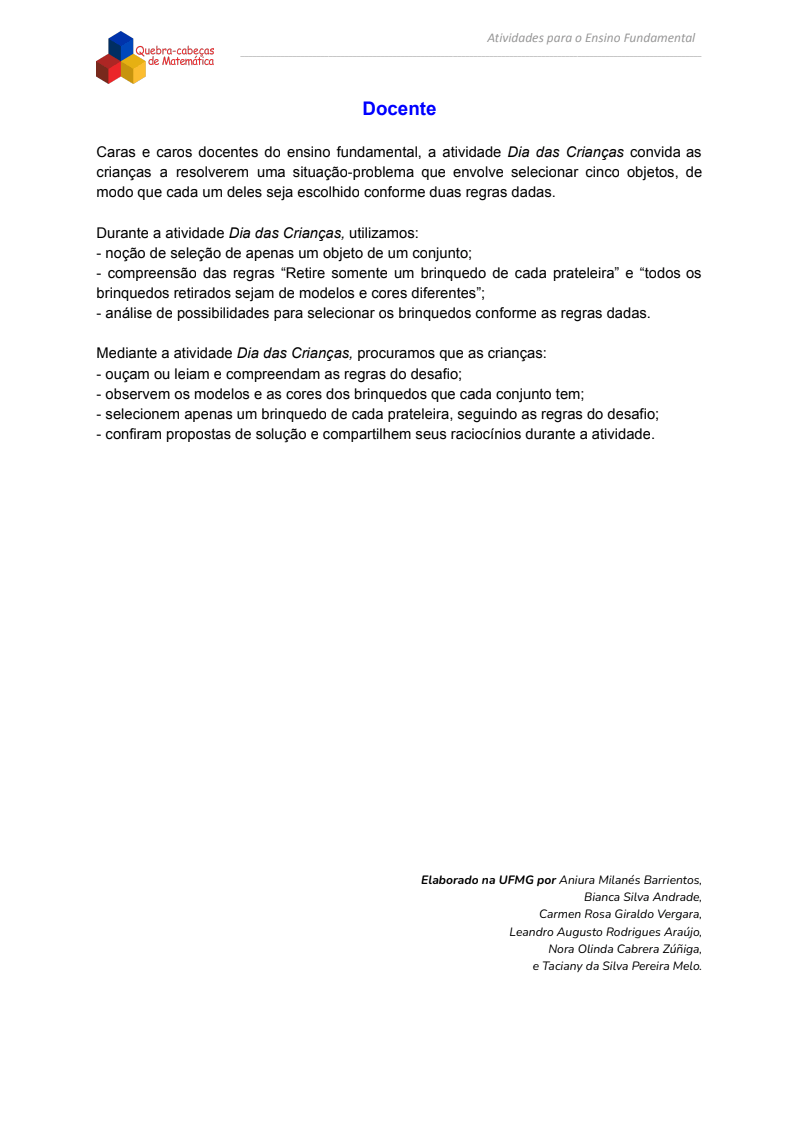 Quebra-cabeças
de Matemática
Atividades para o Ensino Fundamental
Docente
Caras e caros docentes do ensino fundamental, a atividade Dia das Crianças convida as
crianças a resolverem uma situação-problema que envolve selecionar cinco objetos, de
modo que cada um deles seja escolhido conforme duas regras dadas.
Durante a atividade Dia das Crianças, utilizamos:
- noção de seleção de apenas um objeto de um conjunto;
- compreensão das regras “Retire somente um brinquedo de cada prateleira” e “todos os
brinquedos retirados sejam de modelos e cores diferentes”;
- análise de possibilidades para selecionar os brinquedos conforme as regras dadas.
Mediante a atividade Dia das Crianças, procuramos que as crianças:
- ouçam ou leiam e compreendam as regras do desafio;
- observem os modelos e as cores dos brinquedos que cada conjunto tem;
- selecionem apenas um brinquedo de cada prateleira, seguindo as regras do desafio;
- confiram propostas de solução e compartilhem seus raciocínios durante a atividade.
Elaborado na UFMG por Aniura Milanés Barrientos,
Bianca Silva Andrade,
Carmen Rosa Giraldo Vergara,
Leandro Augusto Rodrigues Araújo,
Nora Olinda Cabrera Zúñiga,
e Taciany da Silva Pereira Melo.